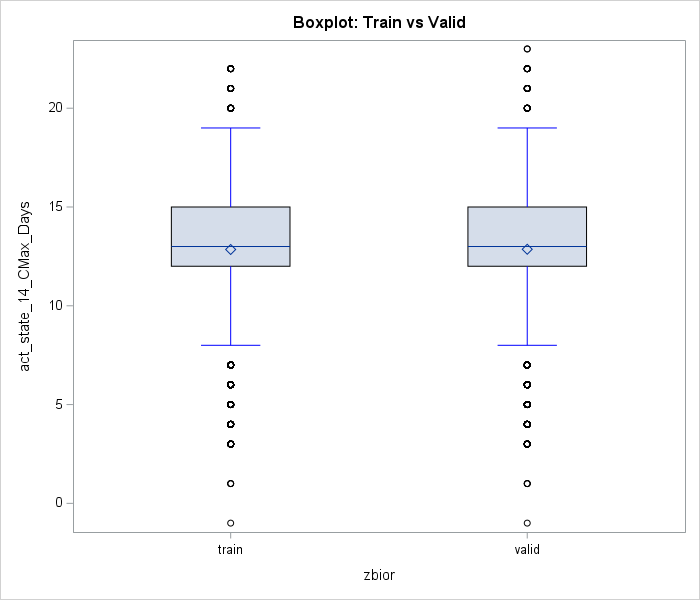 Boxplot: Train vs Valid
act_state_14_CMax_Days
20
15
10
5
0
train
valid
zbior